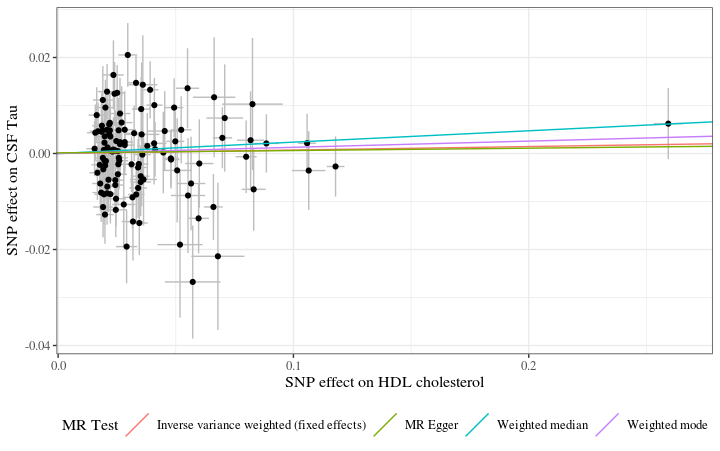 0.02
0.00
-0.02
-0.04
SNP effect on CSF Tau
0.0
0.1
0.2
SNP effect on HDL cholesterol
MR Test
Inverse variance weighted (fixed effects)
MR Egger
Weighted median
Weighted mode